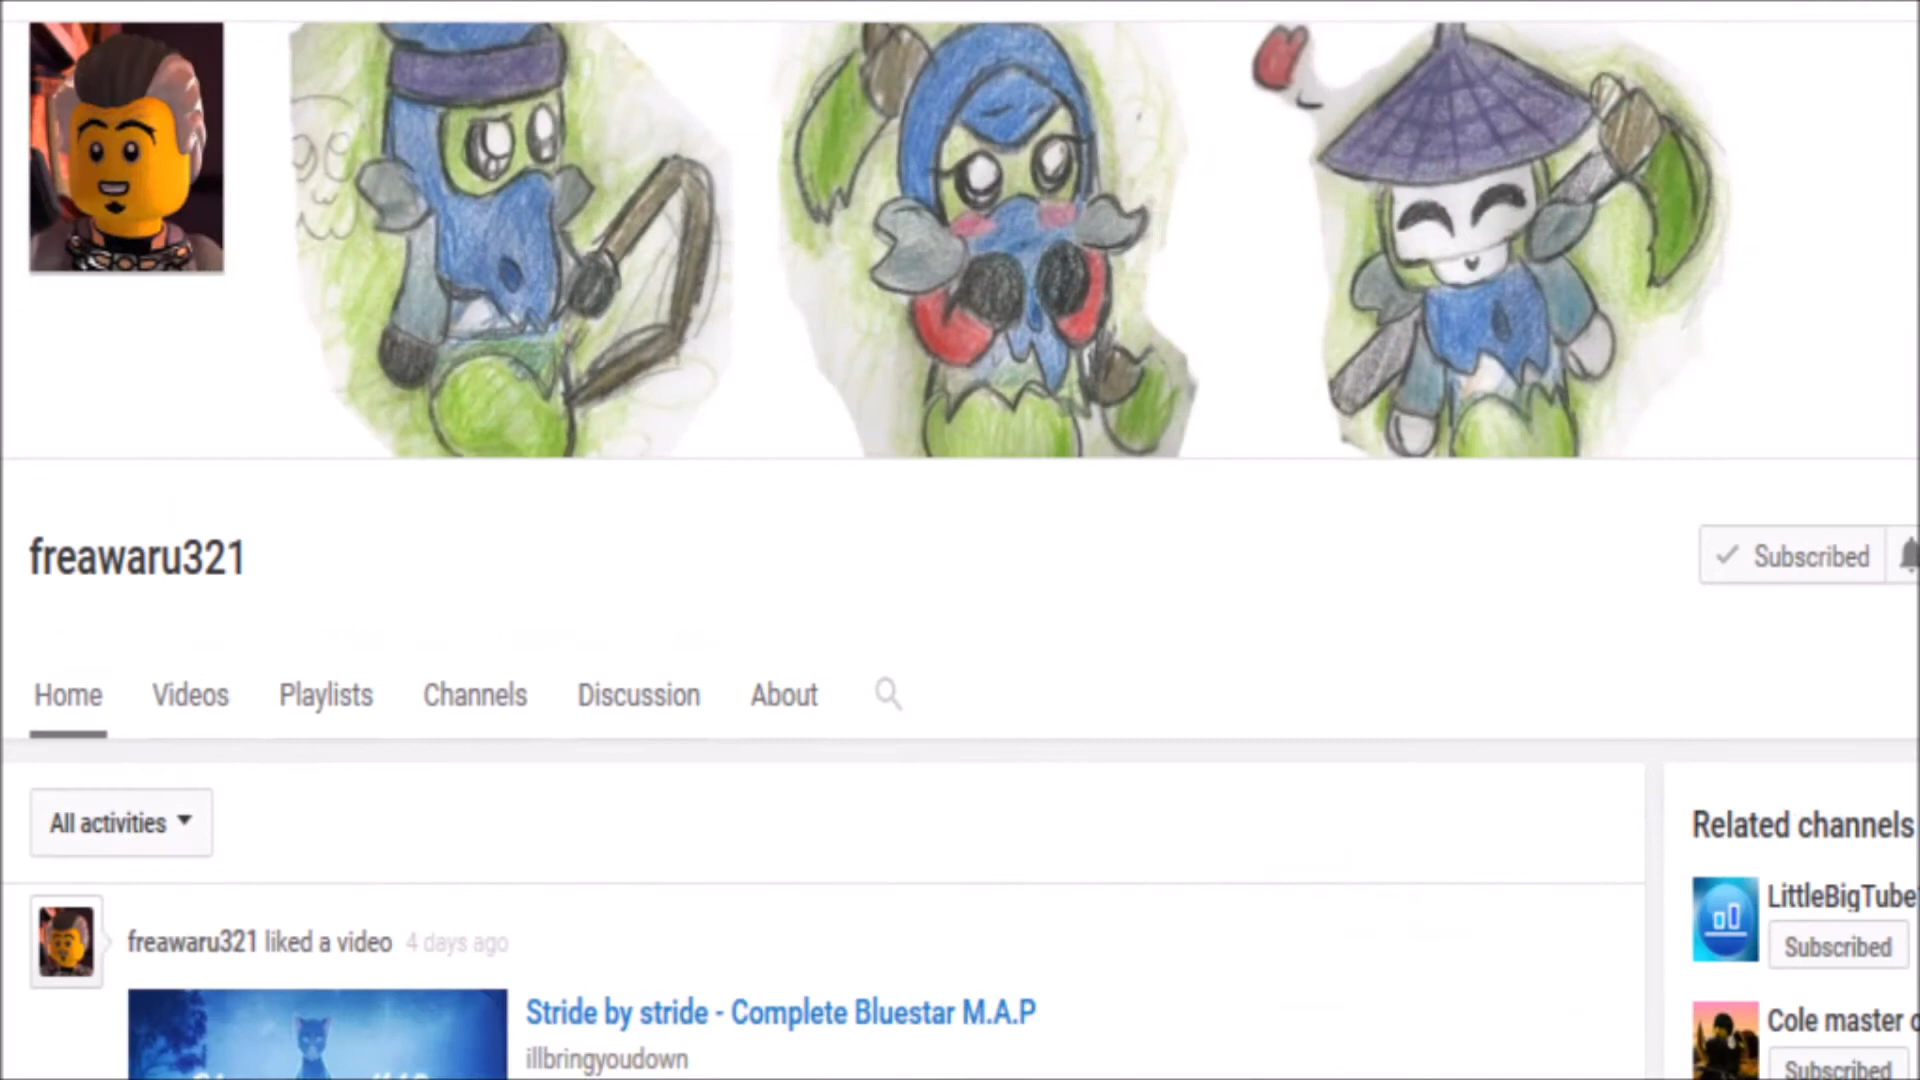 freawaru321
Subscribed
Home Videos Playlists Channels Discussion About
All activities
Related channels
LittleBigTube
Subscribed
freawaru321 liked a video 4 days ago
Stride by stride - Complete Bluestar M.A.P
illbringyoudown
Cole master
Subscribed